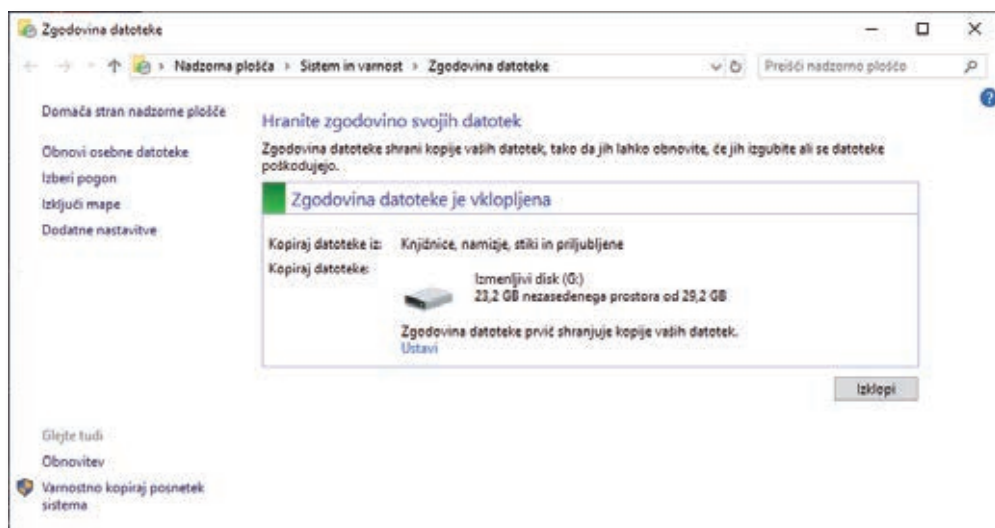 Zgodovina datoteke
Nadzorna plošča › Sistem in varnost › Zgodovina datoteke
Preišči nadzorno ploščo
Domača stran nadzorne plošče
Obnovi osebne datoteke
Izberi pogon
Izključi mape
Dodatne nastavitve
Hranite zgodovino svojih datotek
Zgodovina datoteke shrani kopije vaših datotek, tako da jih lahko obnovite, če jih izgubite ali se datoteke
poškodujejo.
Zgodovina datoteke je vklopljena
Kopiraj datoteke iz: Knjižnice, namizje, stiki in priljubljene
Kopiraj datoteke:
Izmenljivi disk (G:)
23,2 GB nezasedenega prostora od 29,2 GB
Zgodovina datoteke prvič shranjuje kopije vaših datotek.
Ustavi
Izklopi
Glejte tudi
Obnovitev
Varnostno kopiraj posnetek
sistema